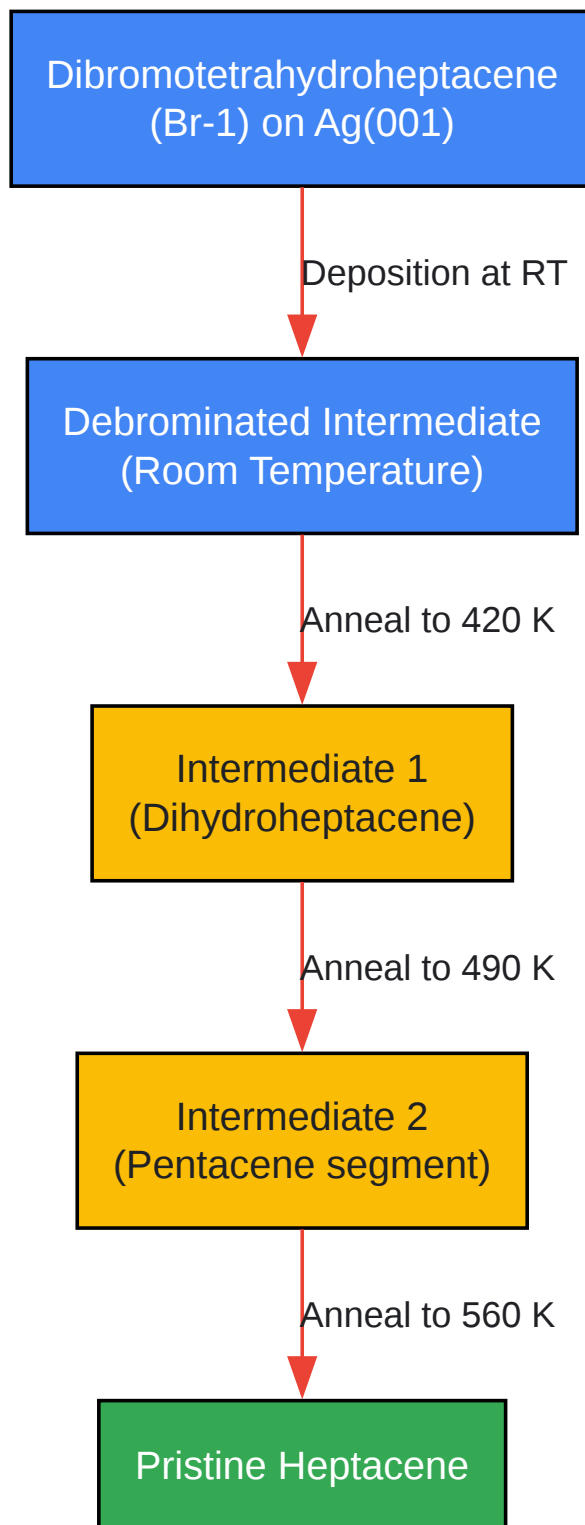 Dibromotetrahydroheptacene
(Br-1) on Ag(001)
Deposition at RT
Debrominated Intermediate
(Room Temperature)
Anneal to 420 K
Intermediate 1
(Dihydroheptacene)
Anneal to 490 K
Intermediate 2
(Pentacene segment)
Anneal to 560 K
Pristine Heptacene